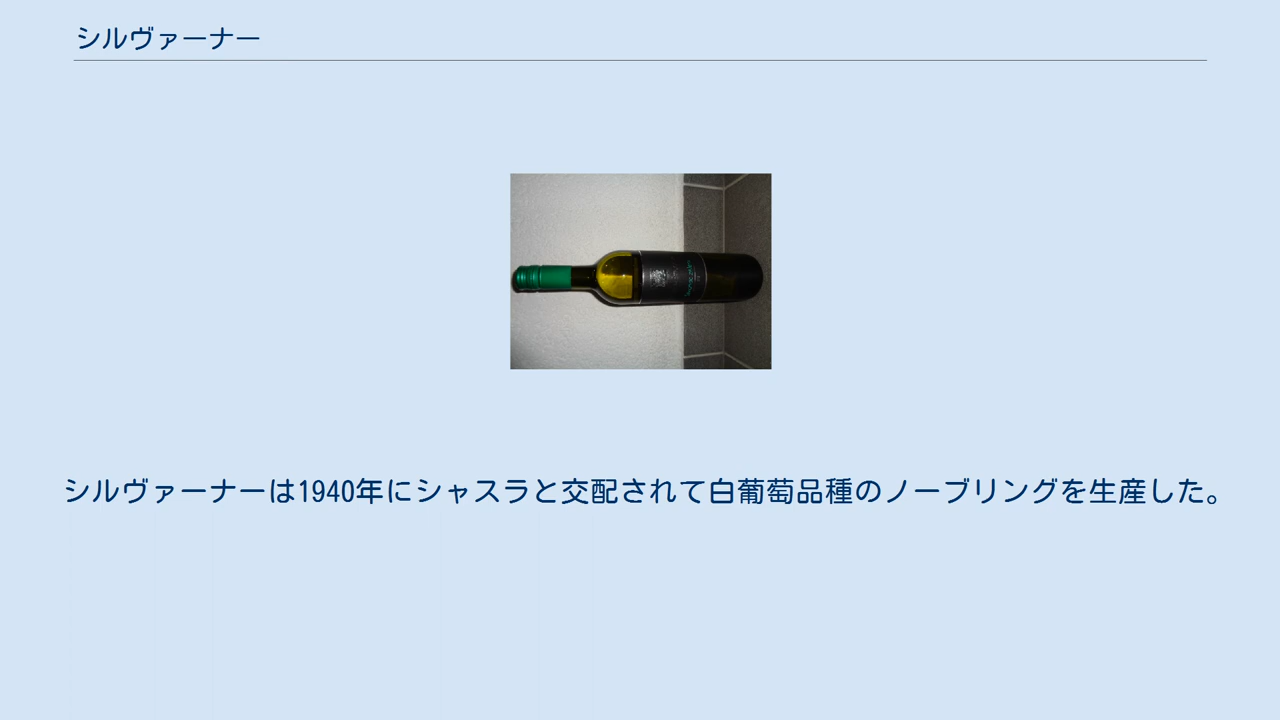 シルヴァーナー
シルヴァーナーは1940年にシャスラと交配されて白葡萄品種のノーブリングを生産した。